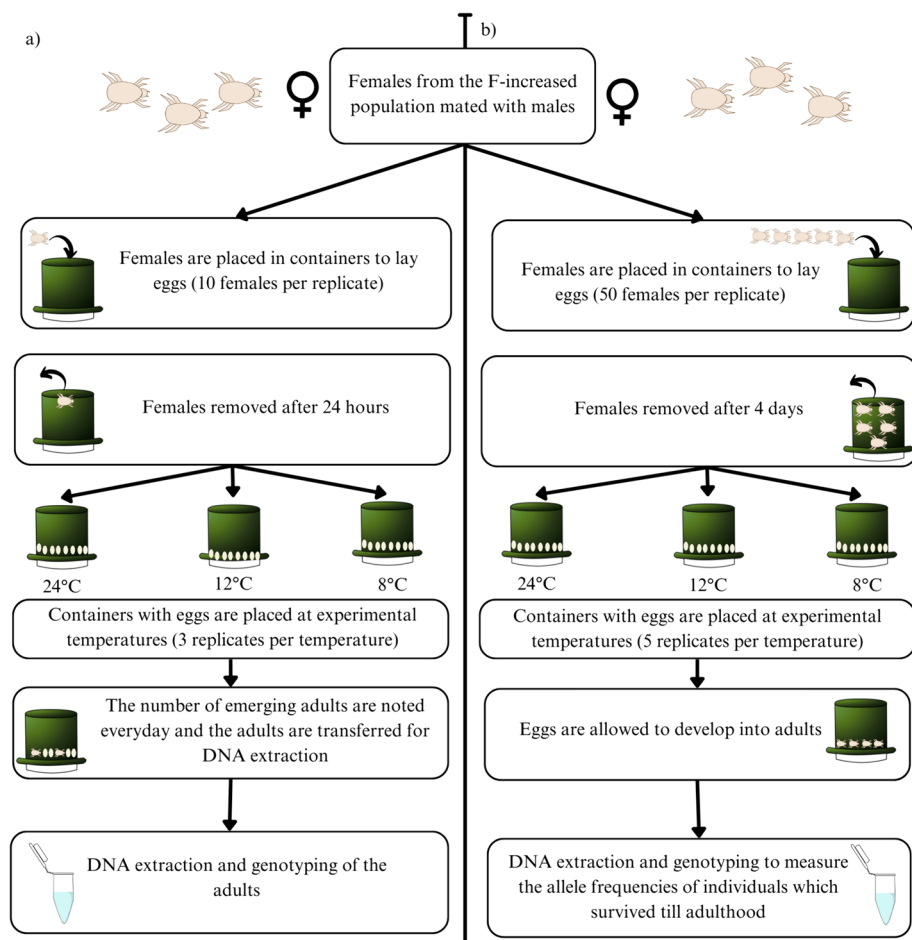 a)
b)
Females from the F-increased
population mated with males
Females are placed in containers to lay
eggs (10 females per replicate)
Females removed after 24 hours
24°C
12°C
8°C
Containers with eggs are placed at experimental
temperatures (3 replicates per temperature)
The number of emerging adults are noted
everyday and the adults are transferred for
DNA extraction
DNA extraction and genotyping of the
adults
Females are placed in containers to lay
eggs (50 females per replicate)
Females removed after 4 days
24°C
12°C
8°C
Containers with eggs are placed at experimental
temperatures (5 replicates per temperature)
Eggs are allowed to develop into adults
DNA extraction and genotyping to measure
the allele frequencies of individuals which
survived till adulthood